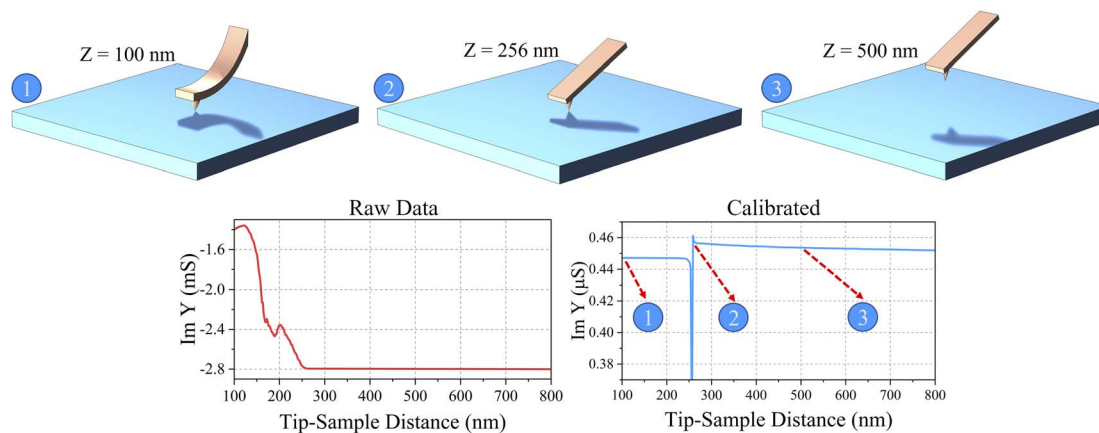 Z = 100 nm
Z = 256 nm
Z = 500 nm
1
2
3
Raw Data
Im Y (mS)
-1.6
-2.0
-2.4
-2.8
100 200 300 400 500 600 700 800
Tip-Sample Distance (nm)
Calibrated
Im Y (μS)
0.46
0.44
0.42
0.40
0.38
1
2
3
100 200 300 400 500 600 700 800
Tip-Sample Distance (nm)